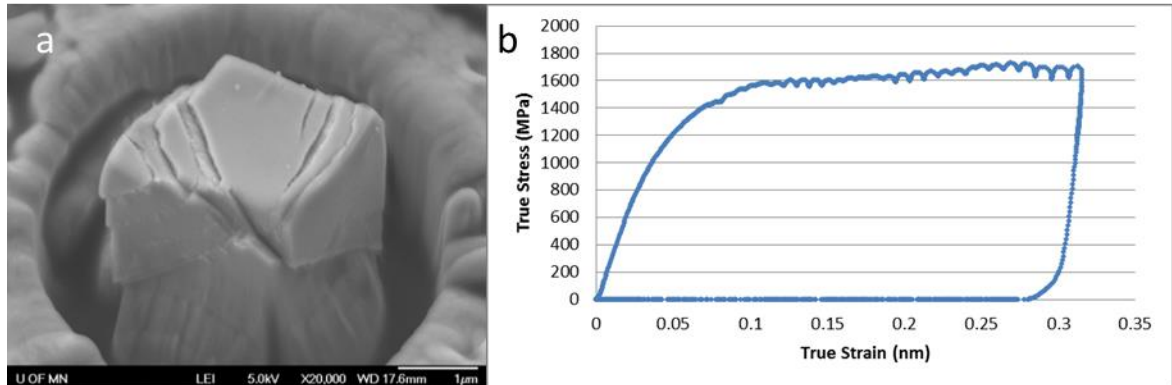 a
U OF MN LEI 5.0kV X20,000 WD 17.6mm 1µm
b
2000
1800
1600
1400
1200
1000
800
600
400
200
0
True Stress (MPa)
0 0.05 0.1 0.15 0.2 0.25 0.3 0.35
True Strain (nm)